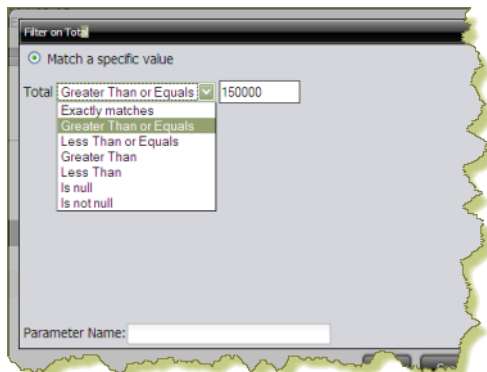 Filter on Total
Match a specific value
Total Greater Than or Equals 150000
Exactly matches
Greater Than or Equals
Less Than or Equals
Greater Than
Less Than
Is null
Is not null
Parameter Name: